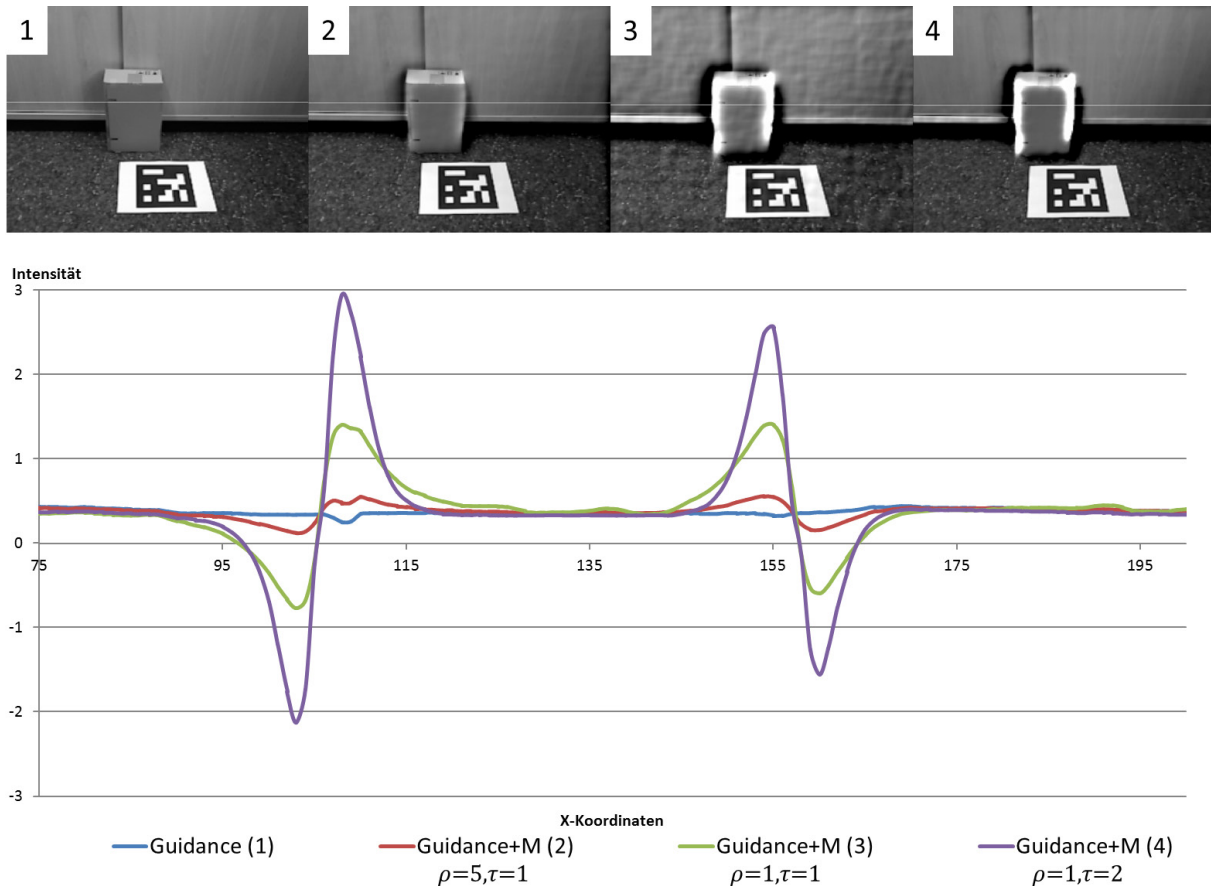 1 2 3 4
Intensität
3
2
1
0
75 95 115 135 155 175 195
-1
-2
-3
X-Koordinaten
Guidance (1) Guidance+M (2) Guidance+M (3) Guidance+M (4)
ρ=5,τ=1 ρ=1,τ=1 ρ=1,τ=2